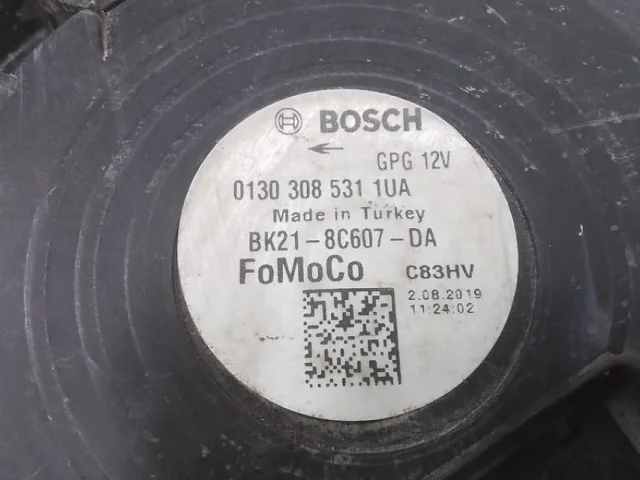 BOSCH
GPG 12V
0130 308 531 1UA
Made in Turkey
BK21-8C607-DA
FoMoCo C83HV
2.08.2019
11:24:02